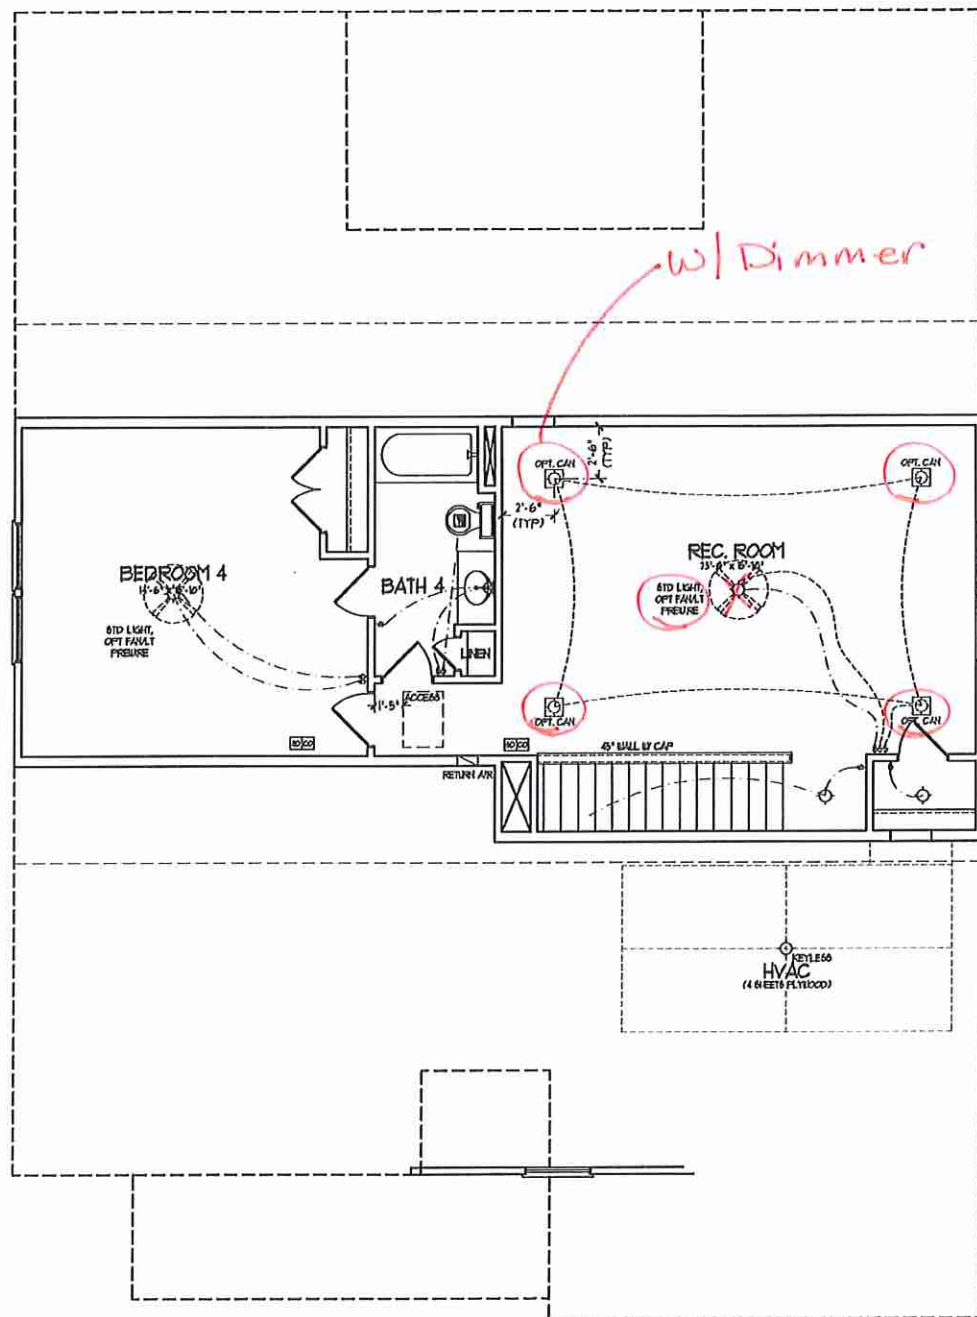 W/ Dimmer
OPT. CAN
2'-6"
(TYP)
OPT. CAN
2'-6"
(TYP)
REC. ROOM
BEDROOM 4
BATH 4
STD LIGHT,
OPT FAN/LT
PREWIRE
STD LIGHT,
OPT FAN/LT
PREWIRE
LINEN
1'-5"
ACCESS
OPT. CAN
OPT. CAN
RETURN AIR
WALL W/ CAP
KEYLESS
HVAC
(4 SHEETS PLYWOOD)